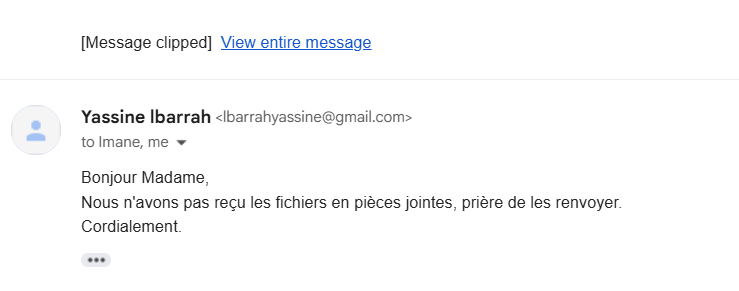 [Message clipped] View entire message
Yassine lbarrah <lbarrahyassine@gmail.com>
to Imane, me
Bonjour Madame,
Nous n'avons pas reçu les fichiers en pièces jointes, prière de les renvoyer.
Cordialement.